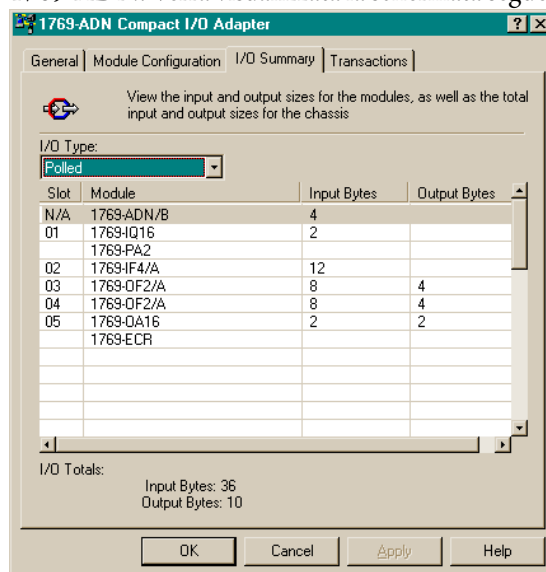 1769-ADN Compact I/O Adapter
General Module Configuration I/O Summary Transactions
View the input and output sizes for the modules, as well as the total
input and output sizes for the chassis
I/O Type:
Polled
Slot Module Input Bytes Output Bytes
N/A 1769-ADN/B 4
01 1769-IQ16 2
1769-PA2
02 1769-IF4/A 12
03 1769-OF2/A 8 4
04 1769-OF2/A 8 4
05 1769-OA16 2 2
1769-ECR
I/O Totals:
Input Bytes: 36
Output Bytes: 10
OK Cancel Apply Help